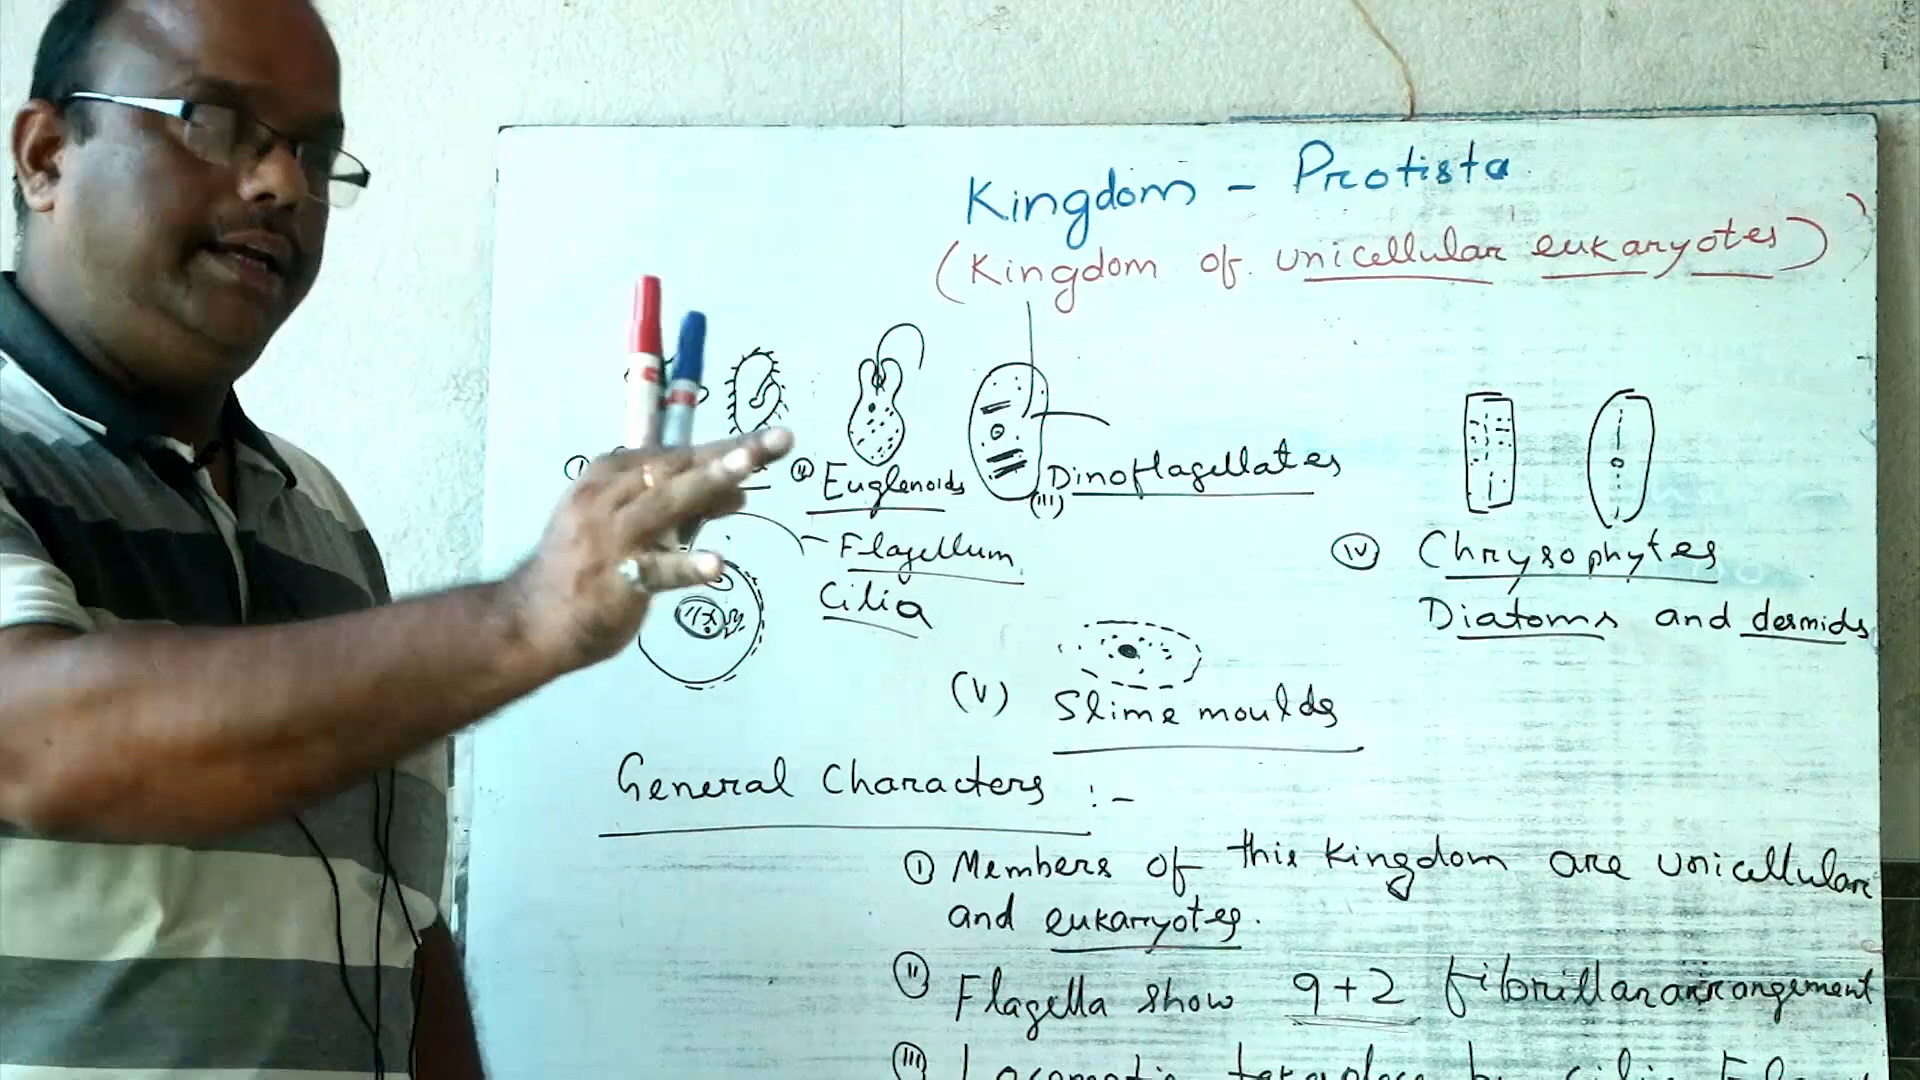 Kingdom - Protista
(Kingdom of unicellular eukaryotes)
(I)
(II) Euglenoids
(III) Dinoflagellates
Flagellum
Cilia
(IV) Chrysophytes
Diatoms and desmids
(V) Slime moulds
General Characters :-
(I) Members of this kingdom are unicellular
and eukaryotes.
(II) Flagella show 9+2 fibrillar arrangement
(III)